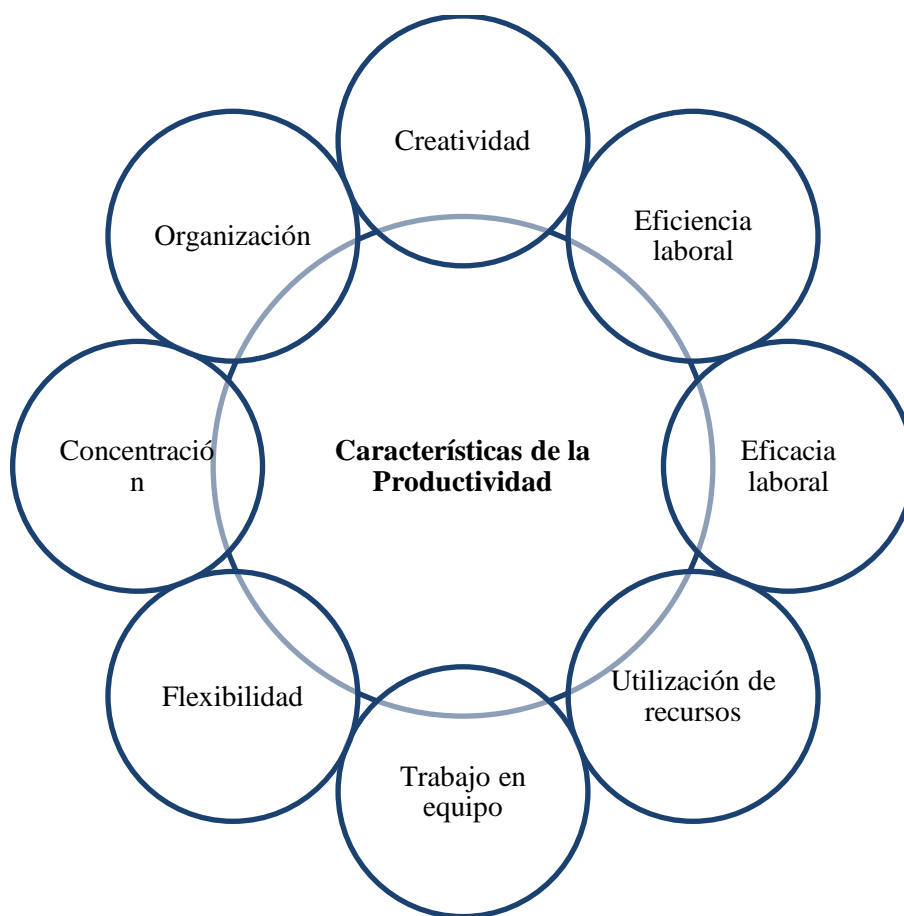 Creatividad
Eficiencia
laboral
Eficacia
laboral
Utilización de
recursos
Trabajo en
equipo
Flexibilidad
Concentració
n
Organización
Características de la
Productividad